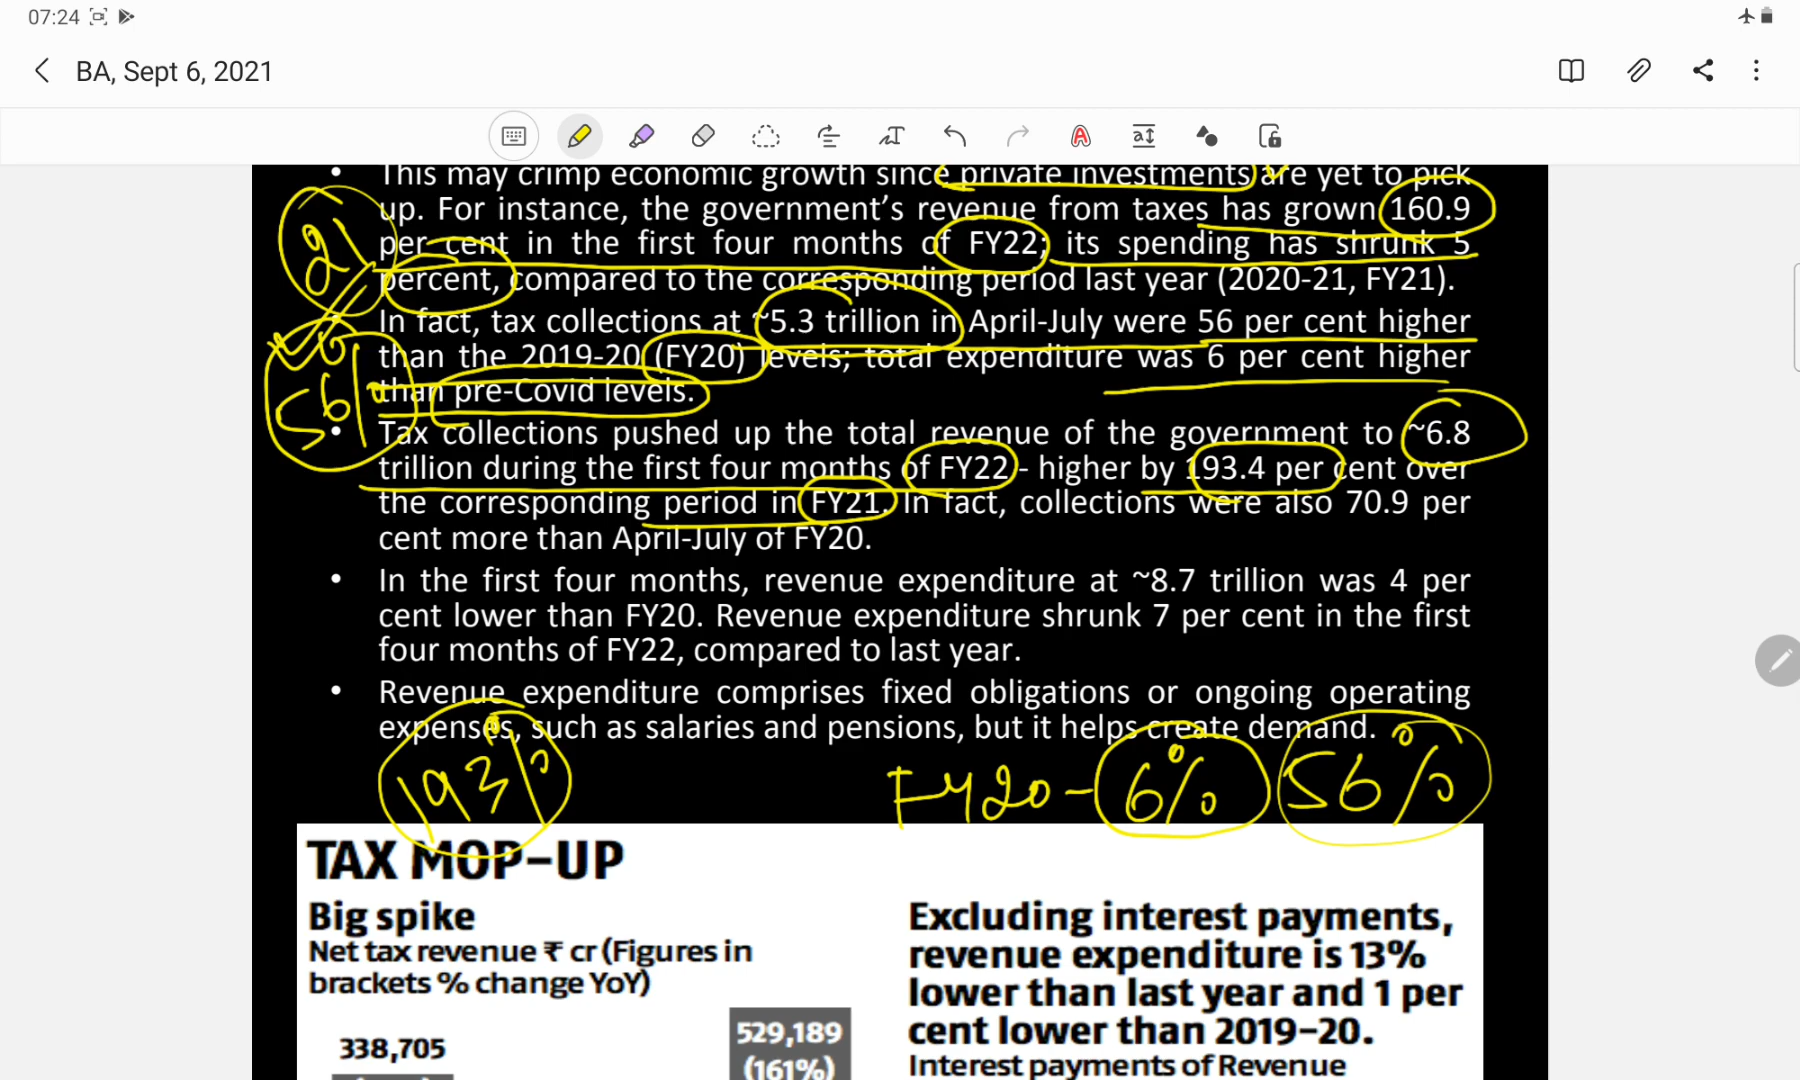 07:24
BA, Sept 6, 2021
This may crimp economic growth since private investments are yet to pick
up. For instance, the government's revenue from taxes has grown 160.9
per cent in the first four months of FY22; its spending has shrunk 5
percent, compared to the corresponding period last year (2020-21, FY21).
In fact, tax collections at ~5.3 trillion in April-July were 56 per cent higher
than the 2019-20 (FY20) levels; total expenditure was 6 per cent higher
than pre-Covid levels.
56%
• Tax collections pushed up the total revenue of the government to ~6.8
trillion during the first four months of FY22 - higher by 193.4 per cent over
the corresponding period in FY21. In fact, collections were also 70.9 per
cent more than April-July of FY20.
• In the first four months, revenue expenditure at ~8.7 trillion was 4 per
cent lower than FY20. Revenue expenditure shrunk 7 per cent in the first
four months of FY22, compared to last year.
• Revenue expenditure comprises fixed obligations or ongoing operating
expenses, such as salaries and pensions, but it helps create demand.
193%
FY20 - 6% 56%
TAX MOP-UP
Big spike
Net tax revenue ₹ cr (Figures in
brackets % change YoY)
338,705
529,189
(161%)
Excluding interest payments,
revenue expenditure is 13%
lower than last year and 1 per
cent lower than 2019-20.
Interest payments of Revenue